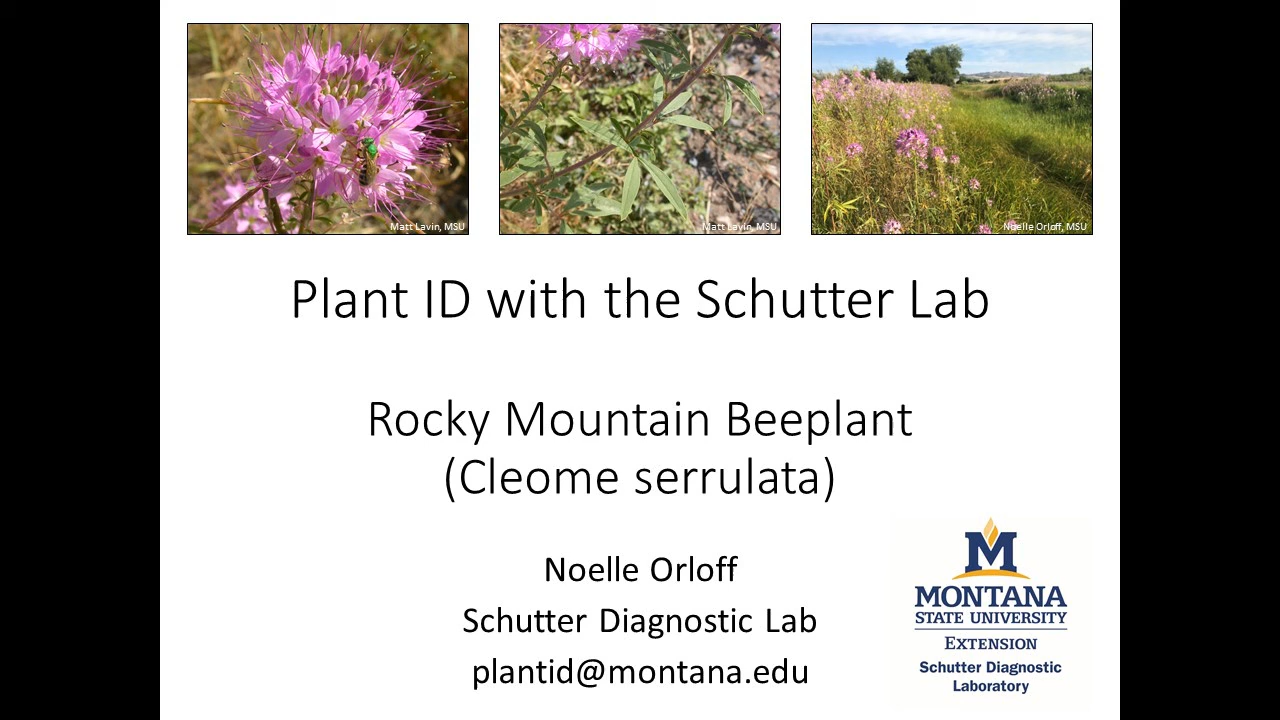 Matt Lavin, MSU
Matt Lavin, MSU
Noelle Orloff, MSU
Plant ID with the Schutter Lab
Rocky Mountain Beeplant
(Cleome serrulata)
Noelle Orloff
Schutter Diagnostic Lab
plantid@montana.edu
M
MONTANA
STATE UNIVERSITY
EXTENSION
Schutter Diagnostic
Laboratory